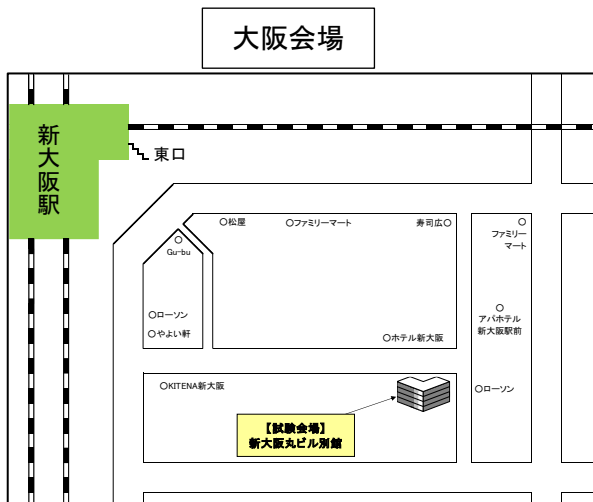 大阪会場
新大阪駅
東口
○松屋
○ファミリーマート
寿司広○
○
ファミリー
マート
○
Gu-bu
○
アパホテル
新大阪駅前
○ローソン
○やよい軒
○ホテル新大阪
○KITENA新大阪
○ローソン
【試験会場】
新大阪丸ビル別館